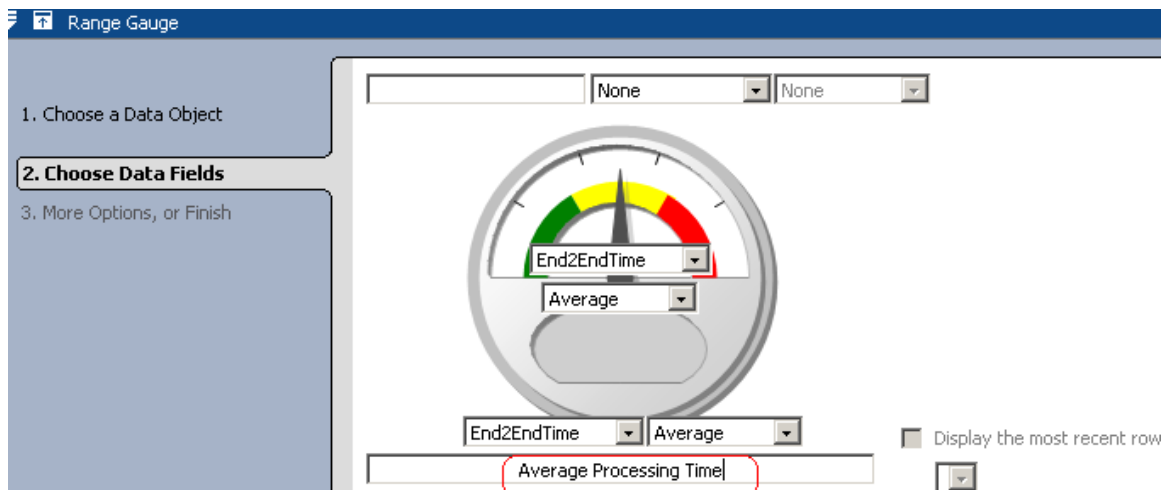 Range Gauge
1. Choose a Data Object
2. Choose Data Fields
3. More Options, or Finish
None None
End2EndTime
Average
End2EndTime Average
Display the most recent row
Average Processing Time